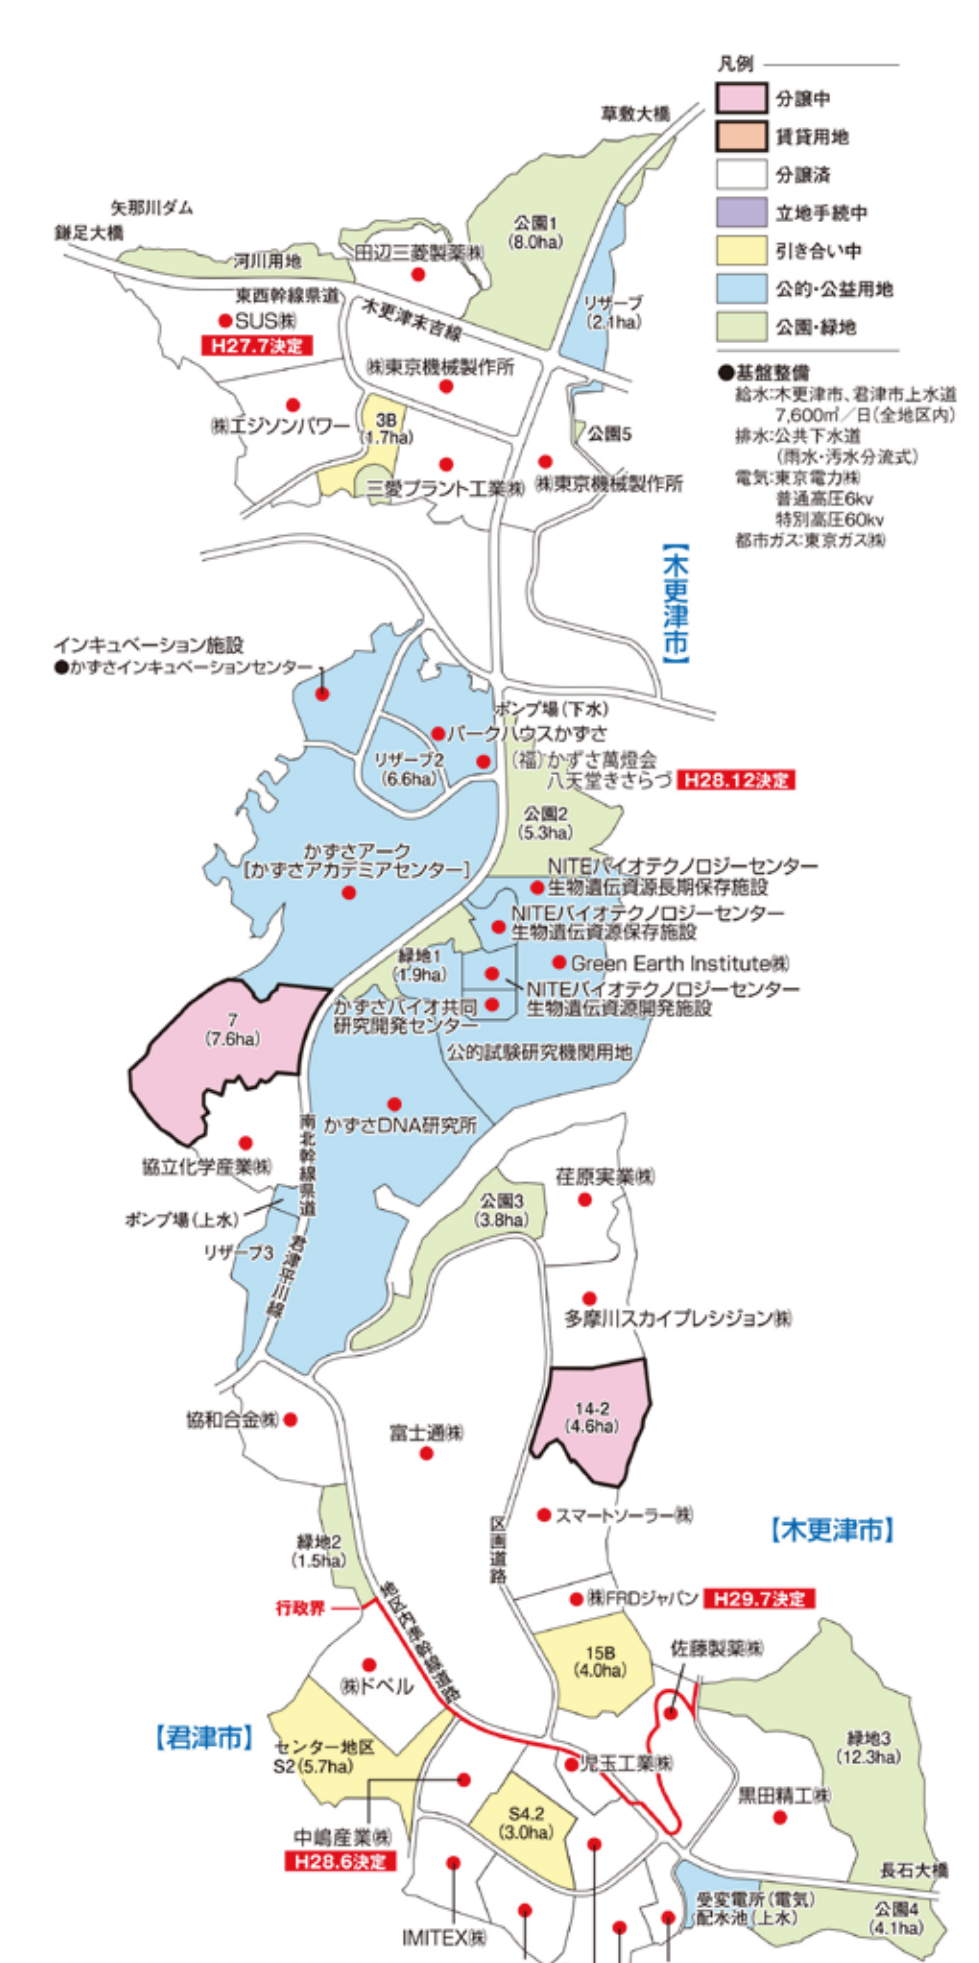 凡例
分譲中
賃貸用地
分譲済
立地手続中
引き合い中
公的・公益用地
公園・緑地
●基盤整備
給水:木更津市、君津市上水道
7,600㎥／日(全地区内)
排水:公共下水道
(雨水・汚水分流式)
電気:東京電力㈱
普通高圧6kv
特別高圧60kv
都市ガス:東京ガス㈱
草敷大橋
矢那川ダム
鎌足大橋
河川用地
田辺三菱製薬㈱
公園1
(8.0ha)
リザーブ
(2.1ha)
東西幹線県道
木更津末吉線
SUS㈱
H27.7決定
㈱東京機械製作所
㈱エジソンパワー
3B
(1.7ha)
公園5
三愛プラント工業㈱
㈱東京機械製作所
【木更津市】
インキュベーション施設
●かずさインキュベーションセンター
ポンプ場(下水)
パークハウスかずさ
リザーブ2
(6.6ha)
(福)かずさ萬燈会
八天堂きさらづ
H28.12決定
公園2
(5.3ha)
かずさアーク
[かずさアカデミアセンター]
NITEバイオテクノロジーセンター
生物遺伝資源長期保存施設
NITEバイオテクノロジーセンター
生物遺伝資源保存施設
緑地1
(1.9ha)
Green Earth Institute㈱
NITEバイオテクノロジーセンター
生物遺伝資源開発施設
かずさバイオ共同
研究開発センター
7
(7.6ha)
公的試験研究機関用地
かずさDNA研究所
南北幹線県道
協立化学産業㈱
荏原実業㈱
公園3
(3.8ha)
ポンプ場(上水)
リザーブ3
君津平川線
多摩川スカイプレシジョン㈱
協和合金㈱
富士通㈱
14-2
(4.6ha)
スマートソーラー㈱
区画道路
【木更津市】
緑地2
(1.5ha)
行政界
地区内準幹線道路
㈱FRDジャパン
H29.7決定
15B
(4.0ha)
佐藤製薬㈱
㈱ドベル
【君津市】
センター地区
S2(5.7ha)
緑地3
(12.3ha)
児玉工業㈱
黒田精工㈱
中嶋産業㈱
H28.6決定
S4.2
(3.0ha)
長石大橋
受変電所(電気)
配水池(上水)
公園4
(4.1ha)
IMITEX㈱